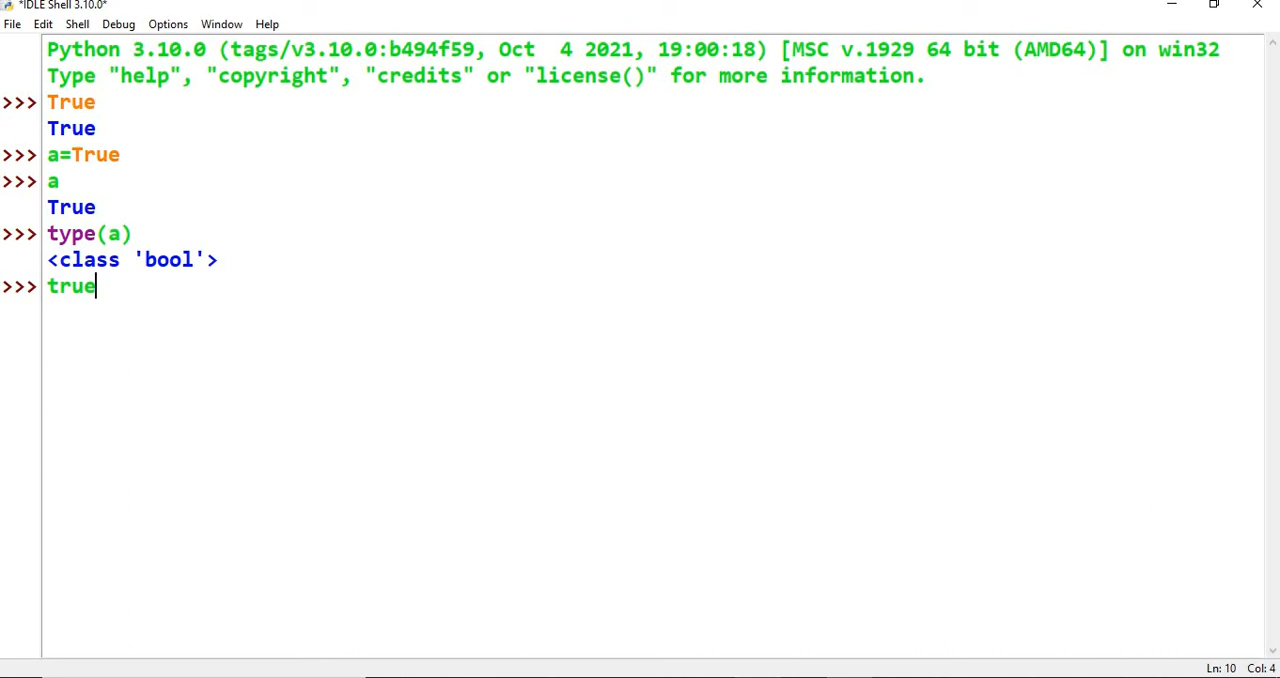 *IDLE Shell 3.10.0*
File Edit Shell Debug Options Window Help
Python 3.10.0 (tags/v3.10.0:b494f59, Oct  4 2021, 19:00:18) [MSC v.1929 64 bit (AMD64)] on win32
Type "help", "copyright", "credits" or "license()" for more information.
>>> True
True
>>> a=True
>>> a
True
>>> type(a)
<class 'bool'>
>>> true
Ln: 10 Col: 4